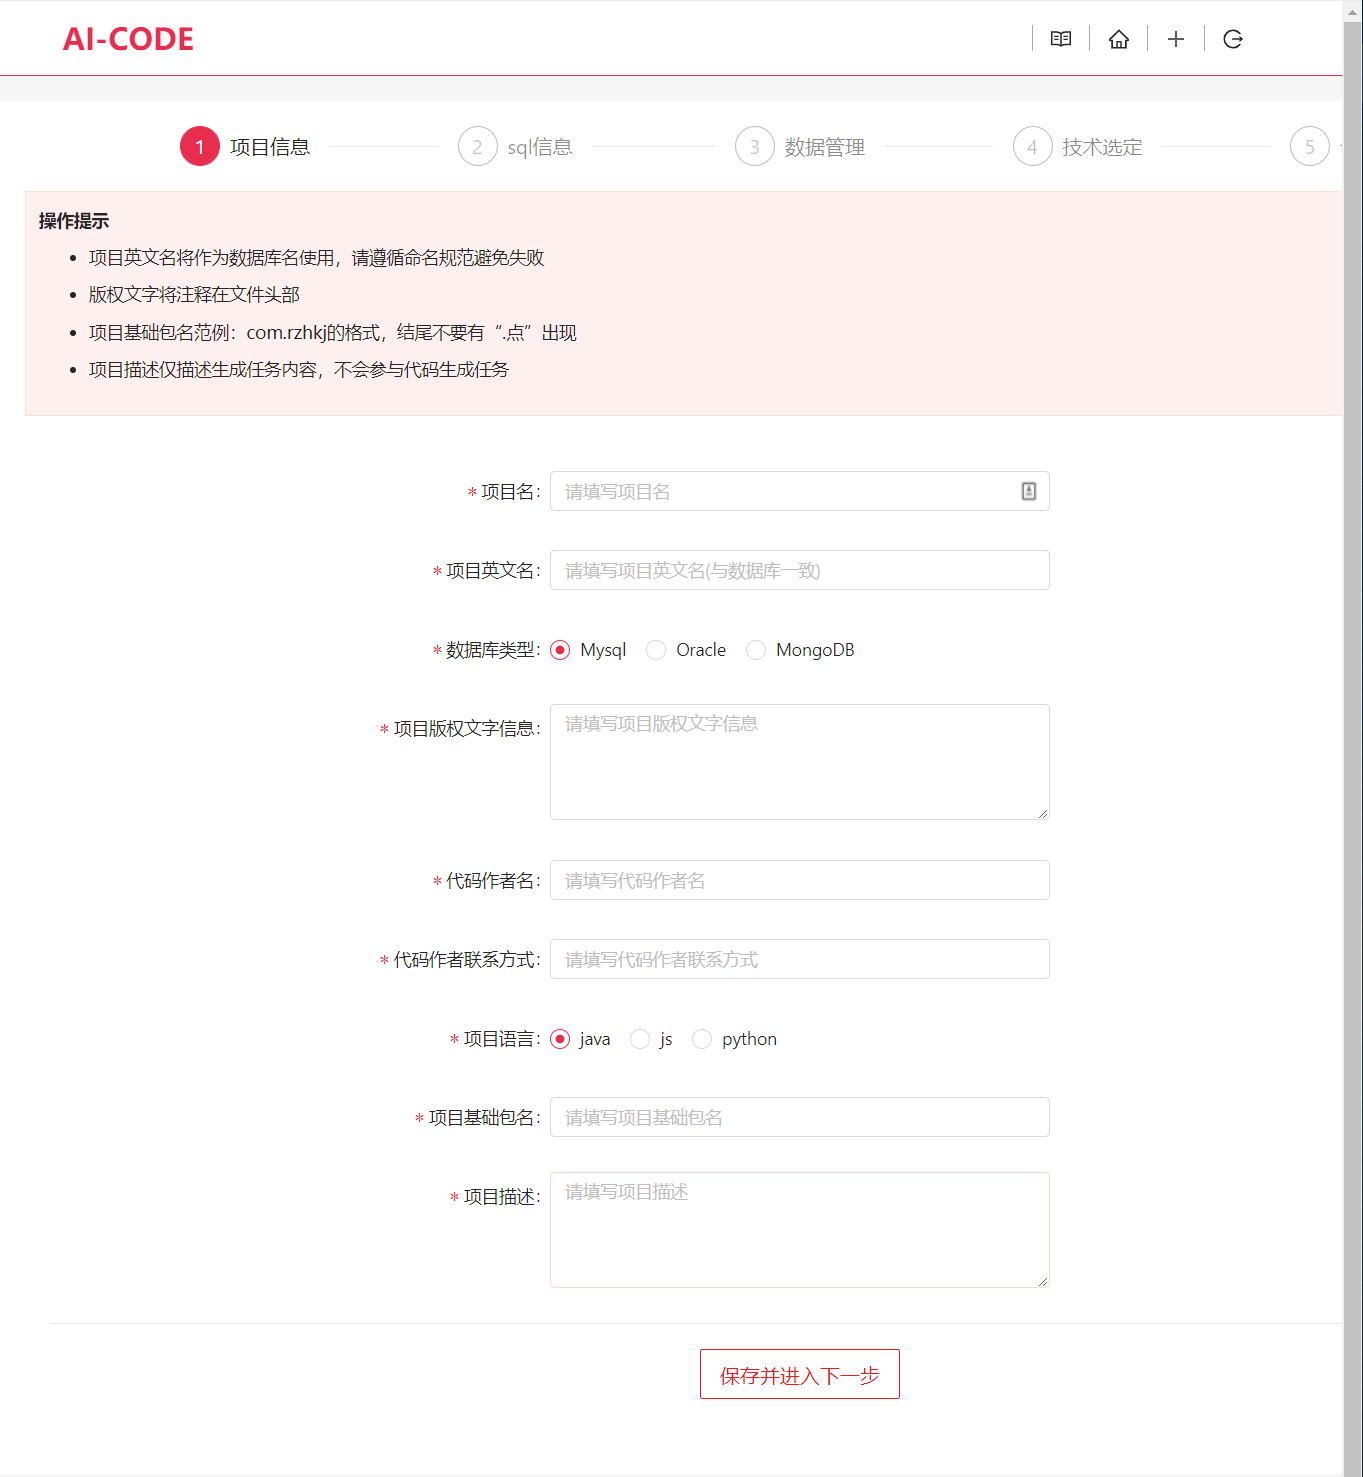 AI-CODE
1 项目信息 2 sql信息 3 数据管理 4 技术选定 5
操作提示
项目英文名将作为数据库名使用，请遵循命名规范避免失败
版权文字将注释在文件头部
项目基础包名范例：com.rzhkj的格式，结尾不要有“.点”出现
项目描述仅描述生成任务内容，不会参与代码生成任务
* 项目名： 请填写项目名
* 项目英文名： 请填写项目英文名(与数据库一致)
* 数据库类型： Mysql Oracle MongoDB
* 项目版权文字信息： 请填写项目版权文字信息
* 代码作者名： 请填写代码作者名
* 代码作者联系方式： 请填写代码作者联系方式
* 项目语言： java js python
* 项目基础包名： 请填写项目基础包名
* 项目描述： 请填写项目描述
保存并进入下一步